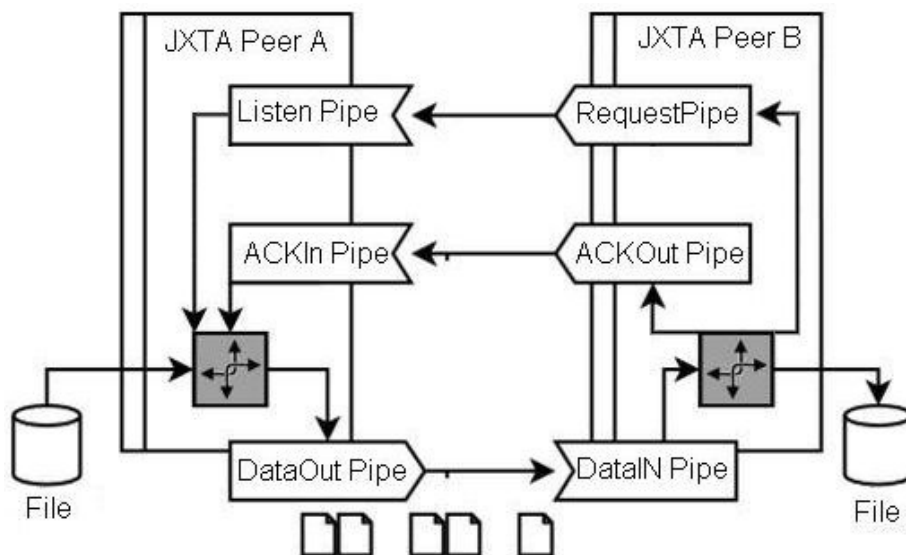 JXTA Peer A
JXTA Peer B
Listen Pipe
RequestPipe
ACKIn Pipe
ACKOut Pipe
DataOut Pipe
DataIN Pipe
File
File